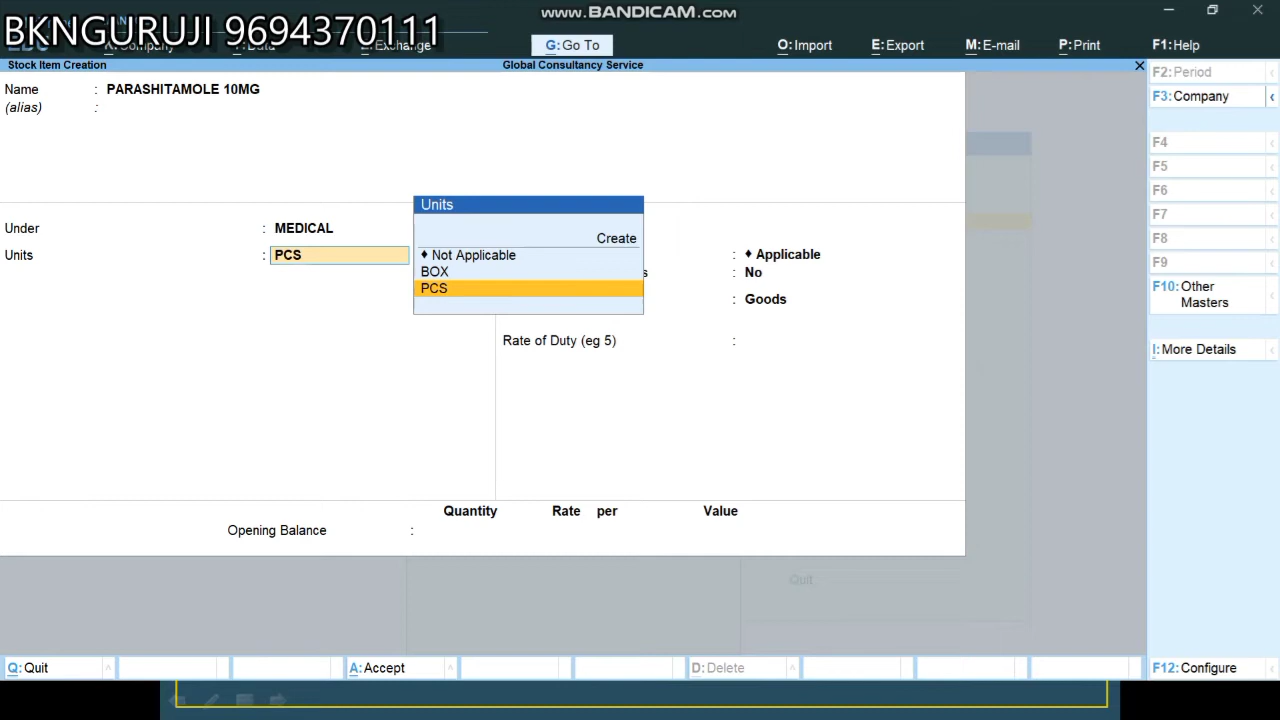 www.BANDICAM.com
BKNGURUJI 9694370111
G: Go To
O: Import
E: Export
M: E-mail
P: Print
F1: Help
Stock Item Creation
Global Consultancy Service
F2: Period
F3: Company
Name : PARASHITAMOLE 10MG
(alias) :
F4
F5
F6
F7
F8
F9
F10: Other Masters
I: More Details
Under : MEDICAL
Units : PCS
Units
Create
♦ Not Applicable
BOX
PCS
: ♦ Applicable
s : No
: Goods
Rate of Duty (eg 5) :
Quantity Rate per Value
Opening Balance :
Quit
Q: Quit
A: Accept
D: Delete
F12: Configure